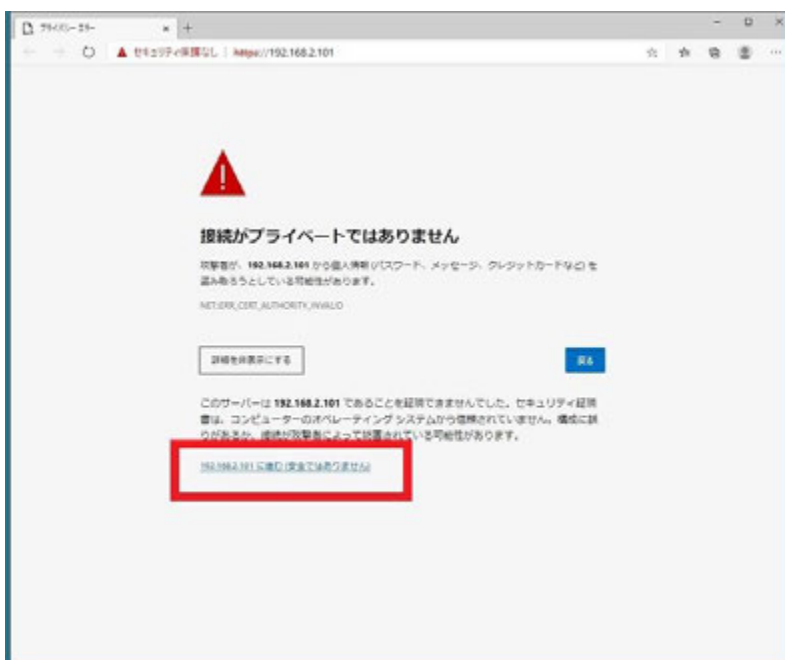 プライバシー エラー
セキュリティ保護なし | https://192.168.2.101
接続がプライベートではありません
攻撃者が、192.168.2.101 から個人情報 (パスワード、メッセージ、クレジットカードなど) を
盗み取ろうとしている可能性があります。
NET::ERR_CERT_AUTHORITY_INVALID
詳細を非表示にする
戻る
このサーバーは 192.168.2.101 であることを証明できませんでした。セキュリティ証明
書は、コンピューターのオペレーティング システムから信頼されていません。構成に誤
りがあるか、接続が攻撃者によって妨害されている可能性があります。
192.168.2.101 に進む (安全ではありません)